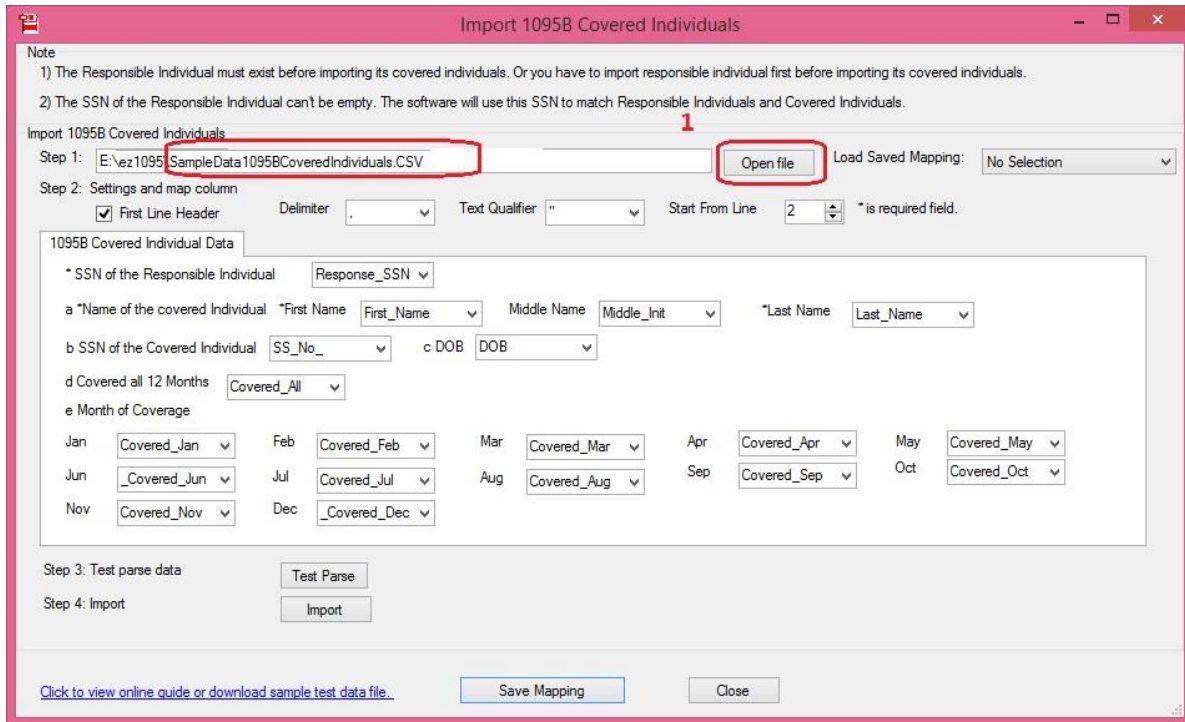 Import 1095B Covered Individuals
Note
1) The Responsible Individual must exist before importing its covered individuals. Or you have to import responsible individual first before importing its covered individuals.
2) The SSN of the Responsible Individual can't be empty. The software will use this SSN to match Responsible Individuals and Covered Individuals.
1
Import 1095B Covered Individuals
Step 1: E:\ez1095\SampleData1095BCoveredIndividuals.CSV Open file Load Saved Mapping: No Selection
Step 2: Settings and map column
First Line Header Delimiter , Text Qualifier " Start From Line 2 * is required field.
1095B Covered Individual Data
* SSN of the Responsible Individual Response_SSN
a *Name of the covered Individual *First Name First_Name Middle Name Middle_Init *Last Name Last_Name
b SSN of the Covered Individual SS_No_ c DOB DOB
d Covered all 12 Months Covered_All
e Month of Coverage
Jan Covered_Jan Feb Covered_Feb Mar Covered_Mar Apr Covered_Apr May Covered_May
Jun _Covered_Jun Jul Covered_Jul Aug Covered_Aug Sep Covered_Sep Oct Covered_Oct
Nov Covered_Nov Dec _Covered_Dec
Step 3: Test parse data Test Parse
Step 4: Import Import
Click to view online guide or download sample test data file. Save Mapping Close